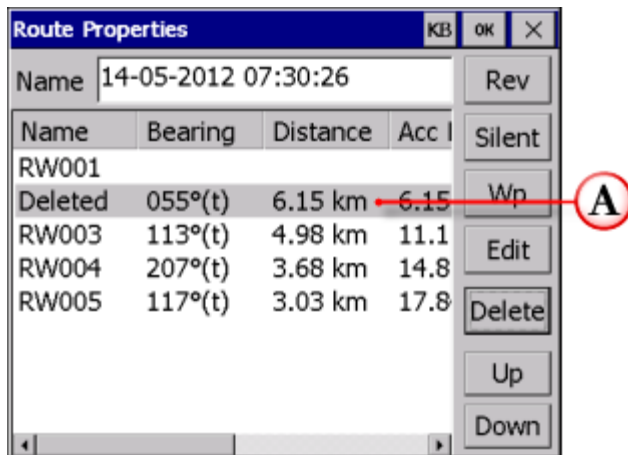 Route Properties KB OK
Name 14-05-2012 07:30:26 Rev
Name Bearing Distance Acc Silent
RW001
Deleted 055°(t) 6.15 km 6.15 Wp A
RW003 113°(t) 4.98 km 11.1
Edit
RW004 207°(t) 3.68 km 14.8
RW005 117°(t) 3.03 km 17.8 Delete
Up
Down